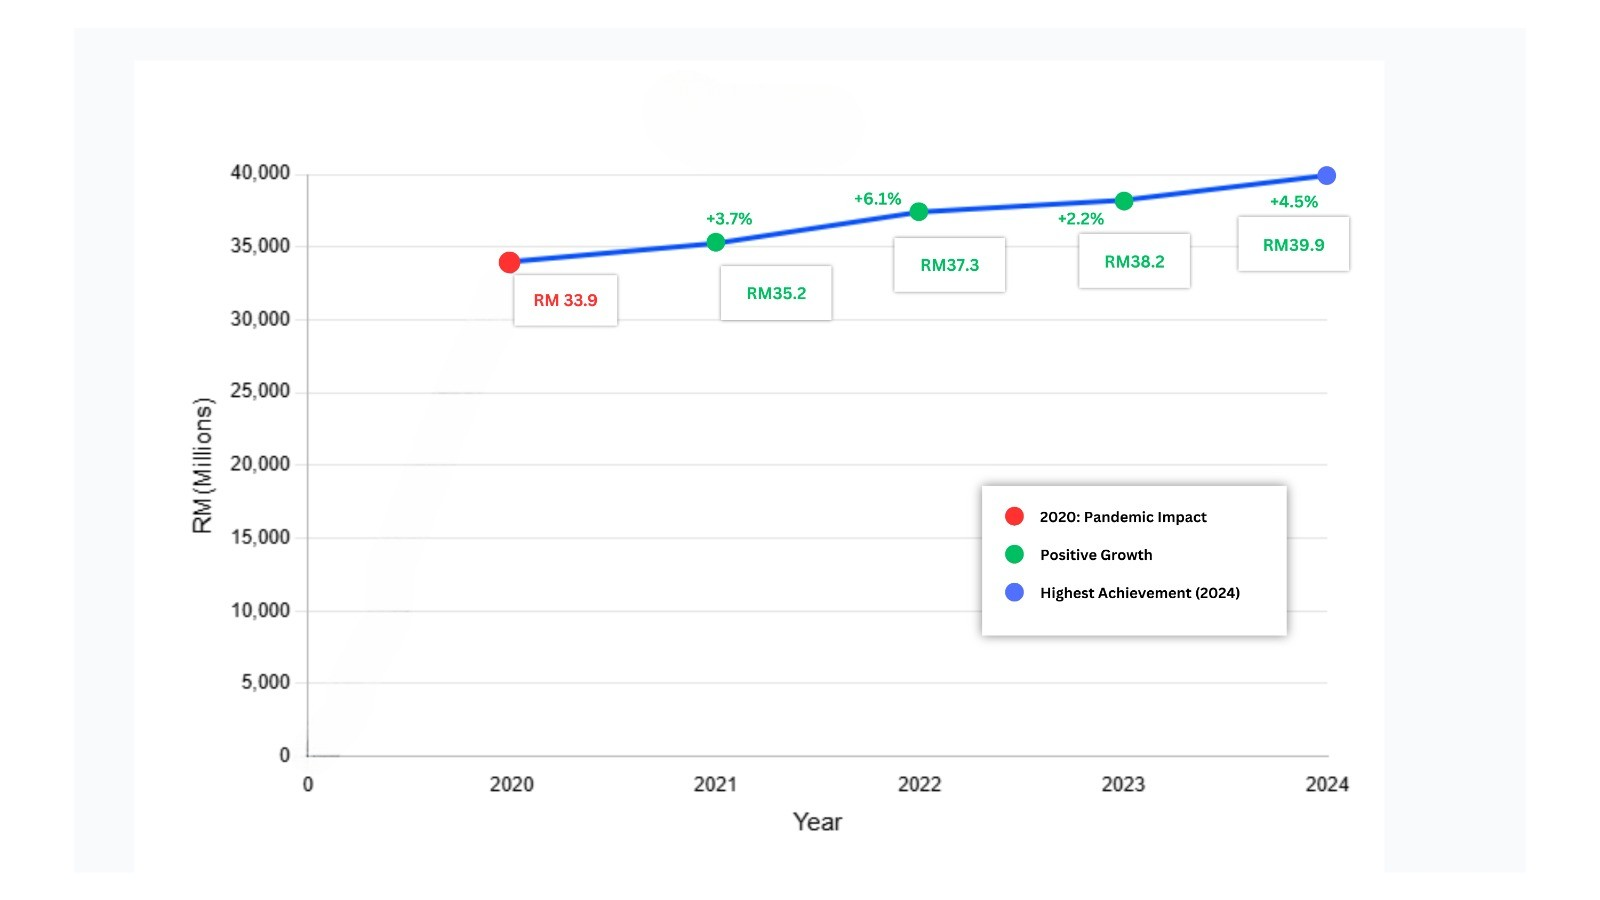 40,000
35,000
30,000
25,000
20,000
15,000
10,000
5,000
0
RM (Millions)
+3.7%
+6.1%
+2.2%
+4.5%
RM 33.9
RM35.2
RM37.3
RM38.2
RM39.9
2020: Pandemic Impact
Positive Growth
Highest Achievement (2024)
0 2020 2021 2022 2023 2024
Year